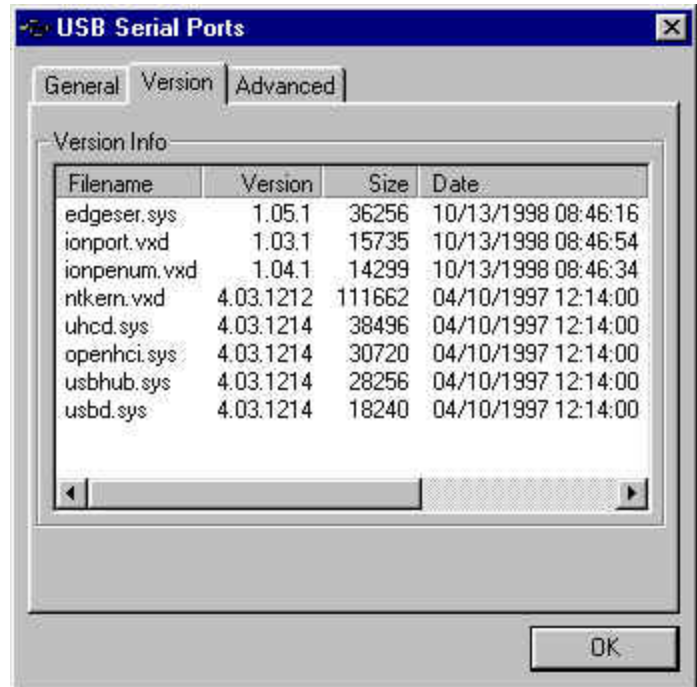 USB Serial Ports
General Version Advanced
Version Info
Filename Version Size Date
edgeser.sys 1.05.1 36256 10/13/1998 08:46:16
ionport.vxd 1.03.1 15735 10/13/1998 08:46:54
ionpenum.vxd 1.04.1 14299 10/13/1998 08:46:34
ntkern.vxd 4.03.1212 111662 04/10/1997 12:14:00
uhcd.sys 4.03.1214 38496 04/10/1997 12:14:00
openhci.sys 4.03.1214 30720 04/10/1997 12:14:00
usbhub.sys 4.03.1214 28256 04/10/1997 12:14:00
usbd.sys 4.03.1214 18240 04/10/1997 12:14:00
OK